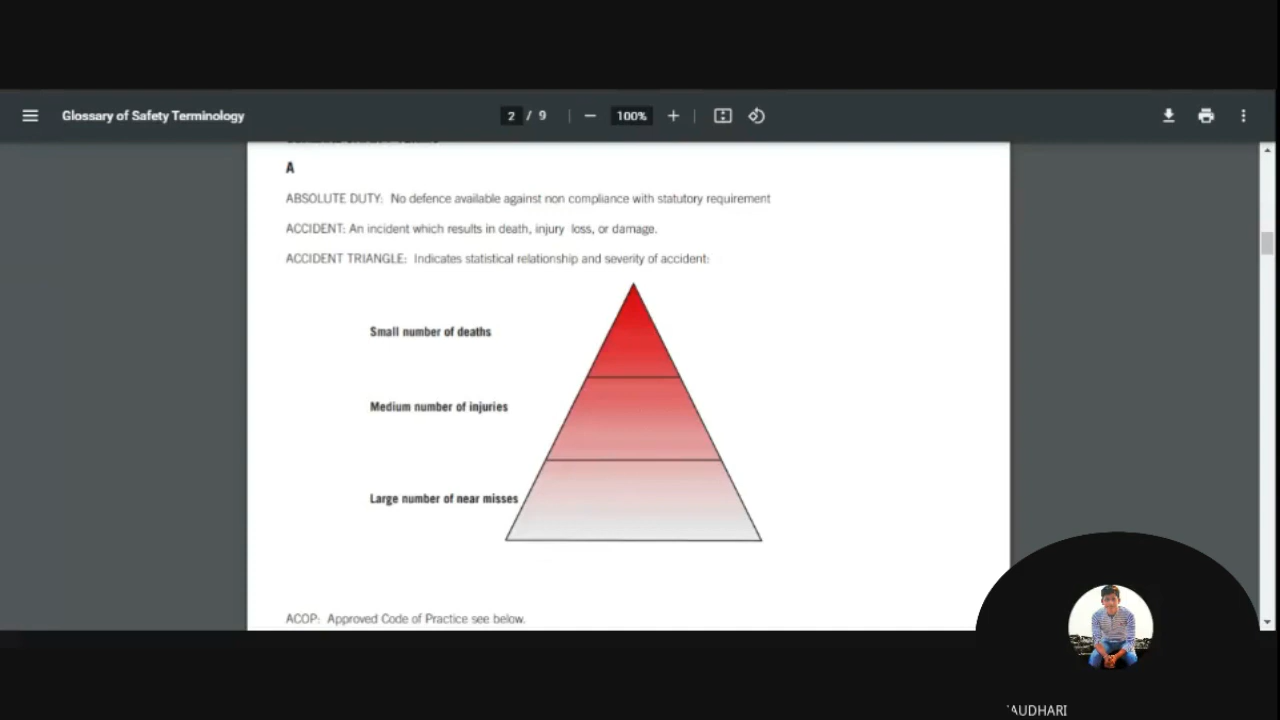 Glossary of Safety Terminology
2 / 9
100%
A
ABSOLUTE DUTY: No defence available against non compliance with statutory requirement
ACCIDENT: An incident which results in death, injury loss, or damage.
ACCIDENT TRIANGLE: Indicates statistical relationship and severity of accident:
Small number of deaths
Medium number of injuries
Large number of near misses
ACOP: Approved Code of Practice see below.
AUDHARI